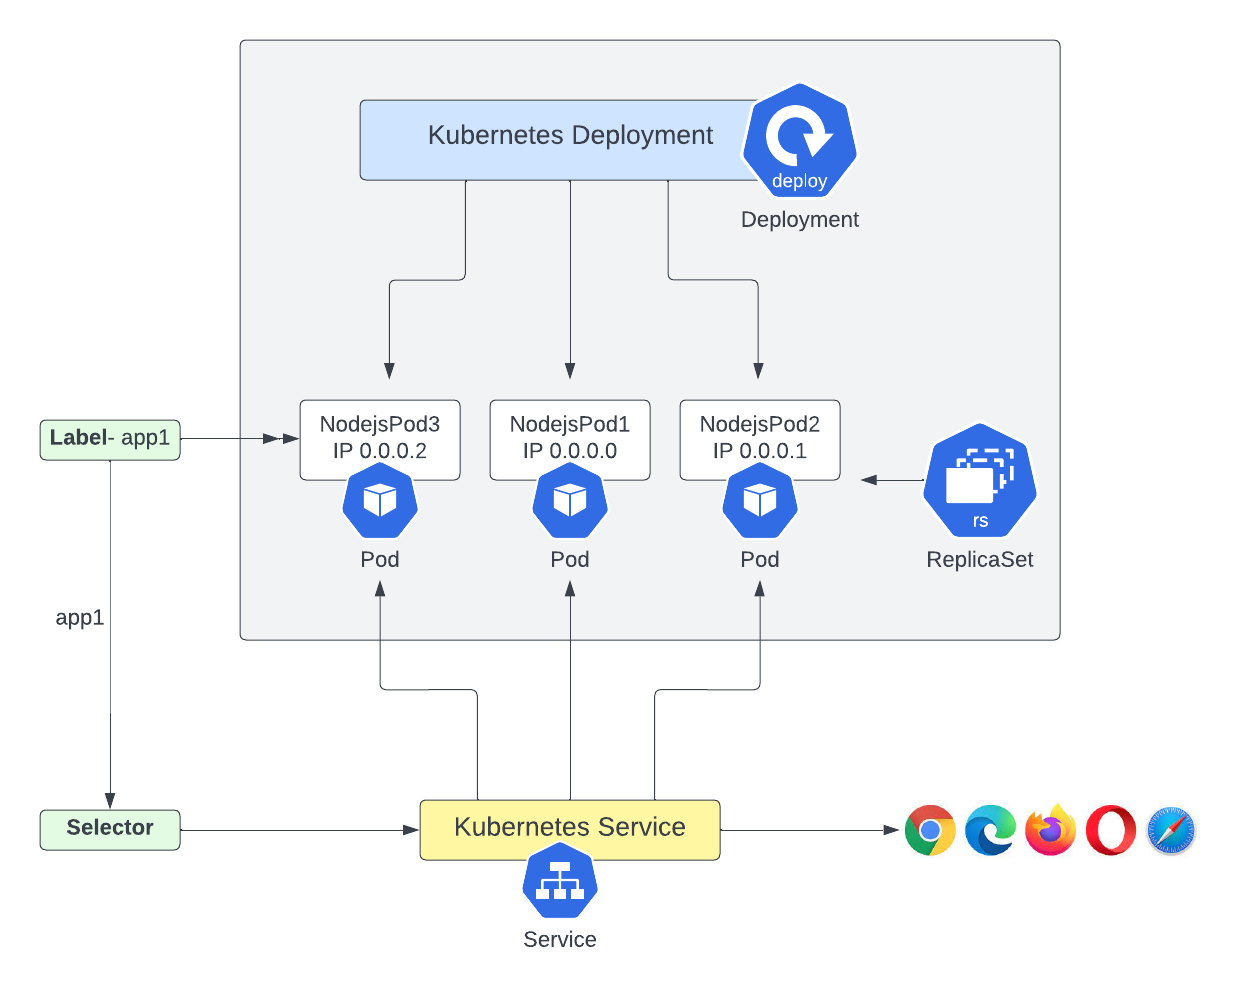 Kubernetes Deployment
deploy
Deployment
Label- app1
NodejsPod3
IP 0.0.0.2
Pod
NodejsPod1
IP 0.0.0.0
Pod
NodejsPod2
IP 0.0.0.1
Pod
rs
ReplicaSet
app1
Selector
Kubernetes Service
Service